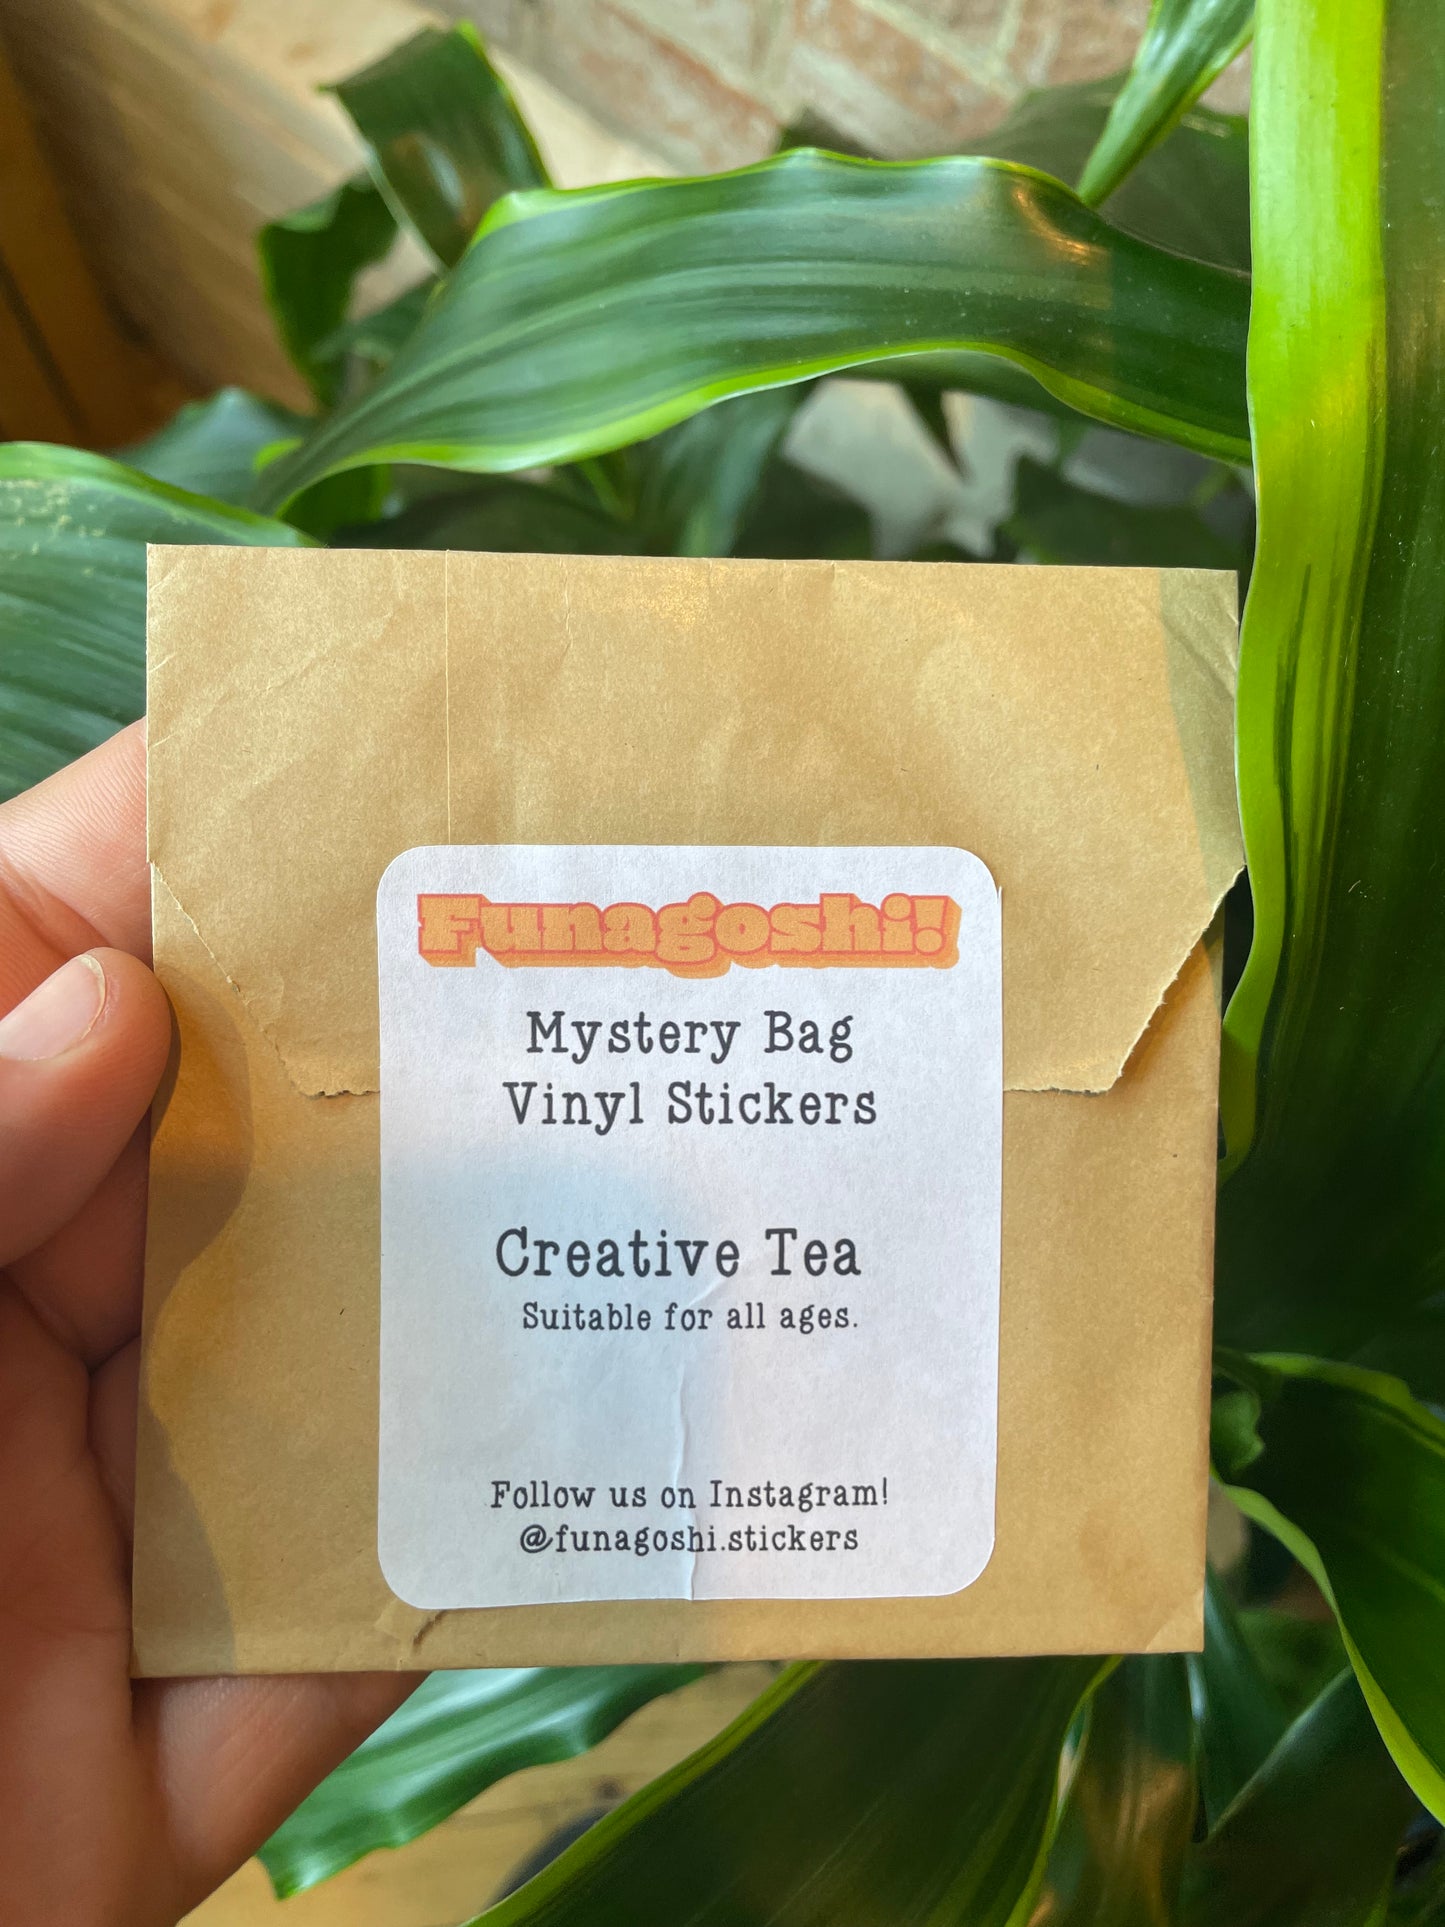 Funagoshi!
Mystery Bag
Vinyl Stickers
Creative Tea
Suitable for all ages.
Follow us on Instagram!
@funagoshi.stickers